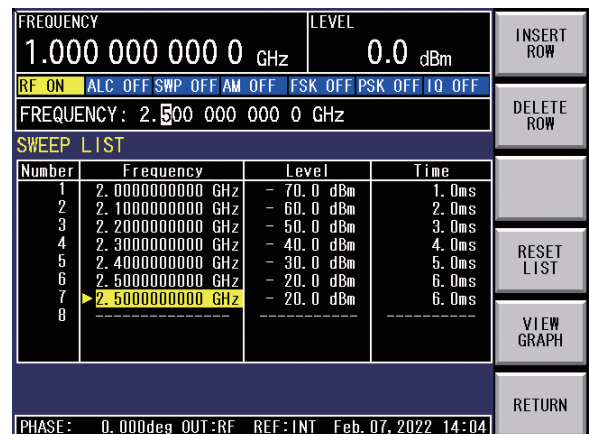 FREQUENCY
1.000 000 000 0 GHz
LEVEL
0.0 dBm
RF ON ALC OFF SWP OFF AM OFF FSK OFF PSK OFF IQ OFF
FREQUENCY: 2.500 000 000 0 GHz
SWEEP LIST
Number Frequency Level Time
1 2.0000000000 GHz - 70.0 dBm 1.0ms
2 2.1000000000 GHz - 60.0 dBm 2.0ms
3 2.2000000000 GHz - 50.0 dBm 3.0ms
4 2.3000000000 GHz - 40.0 dBm 4.0ms
5 2.4000000000 GHz - 30.0 dBm 5.0ms
6 2.5000000000 GHz - 20.0 dBm 6.0ms
7 ►2.5000000000 GHz - 20.0 dBm 6.0ms
8 ---------------- ----------- ----------
PHASE: 0.000deg OUT:RF REF:INT Feb.07,2022 14:04
INSERT
ROW
DELETE
ROW
RESET
LIST
VIEW
GRAPH
RETURN